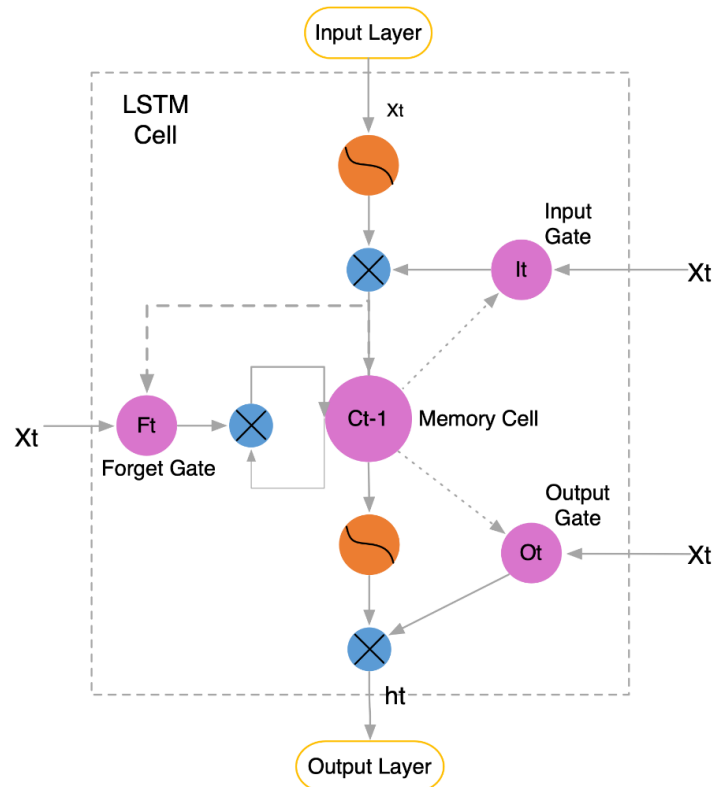 Input Layer
LSTM
Cell
Xt
Input
Gate
It
Xt
Ft
Xt
Forget Gate
Ct-1
Memory Cell
Output
Gate
Ot
Xt
ht
Output Layer